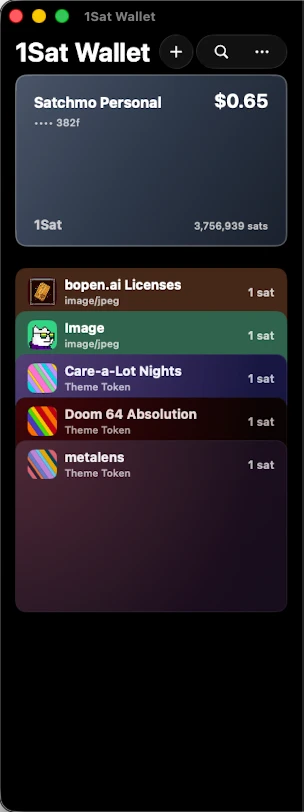 1Sat Wallet
1Sat Wallet
Satchmo Personal $0.65
•••• 382f
1Sat 3,756,939 sats
bopen.ai Licenses
image/jpeg
1 sat
Image
image/jpeg
1 sat
Care-a-Lot Nights
Theme Token
1 sat
Doom 64 Absolution
Theme Token
1 sat
metalens
Theme Token
1 sat